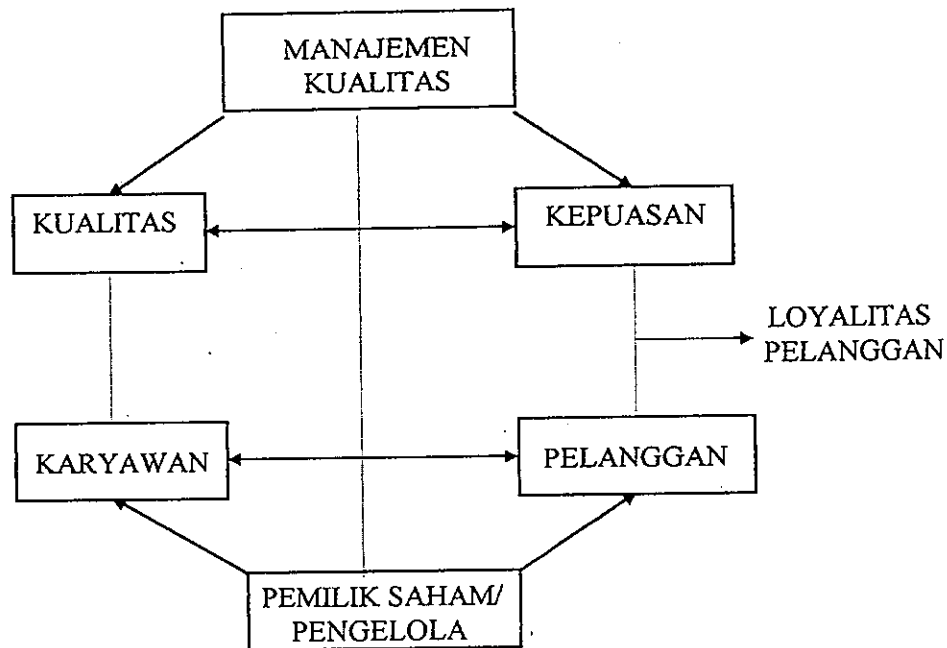 MANAJEMEN
KUALITAS
KUALITAS
KEPUASAN
LOYALITAS
PELANGGAN
KARYAWAN
PELANGGAN
PEMILIK SAHAM/
PENGELOLA